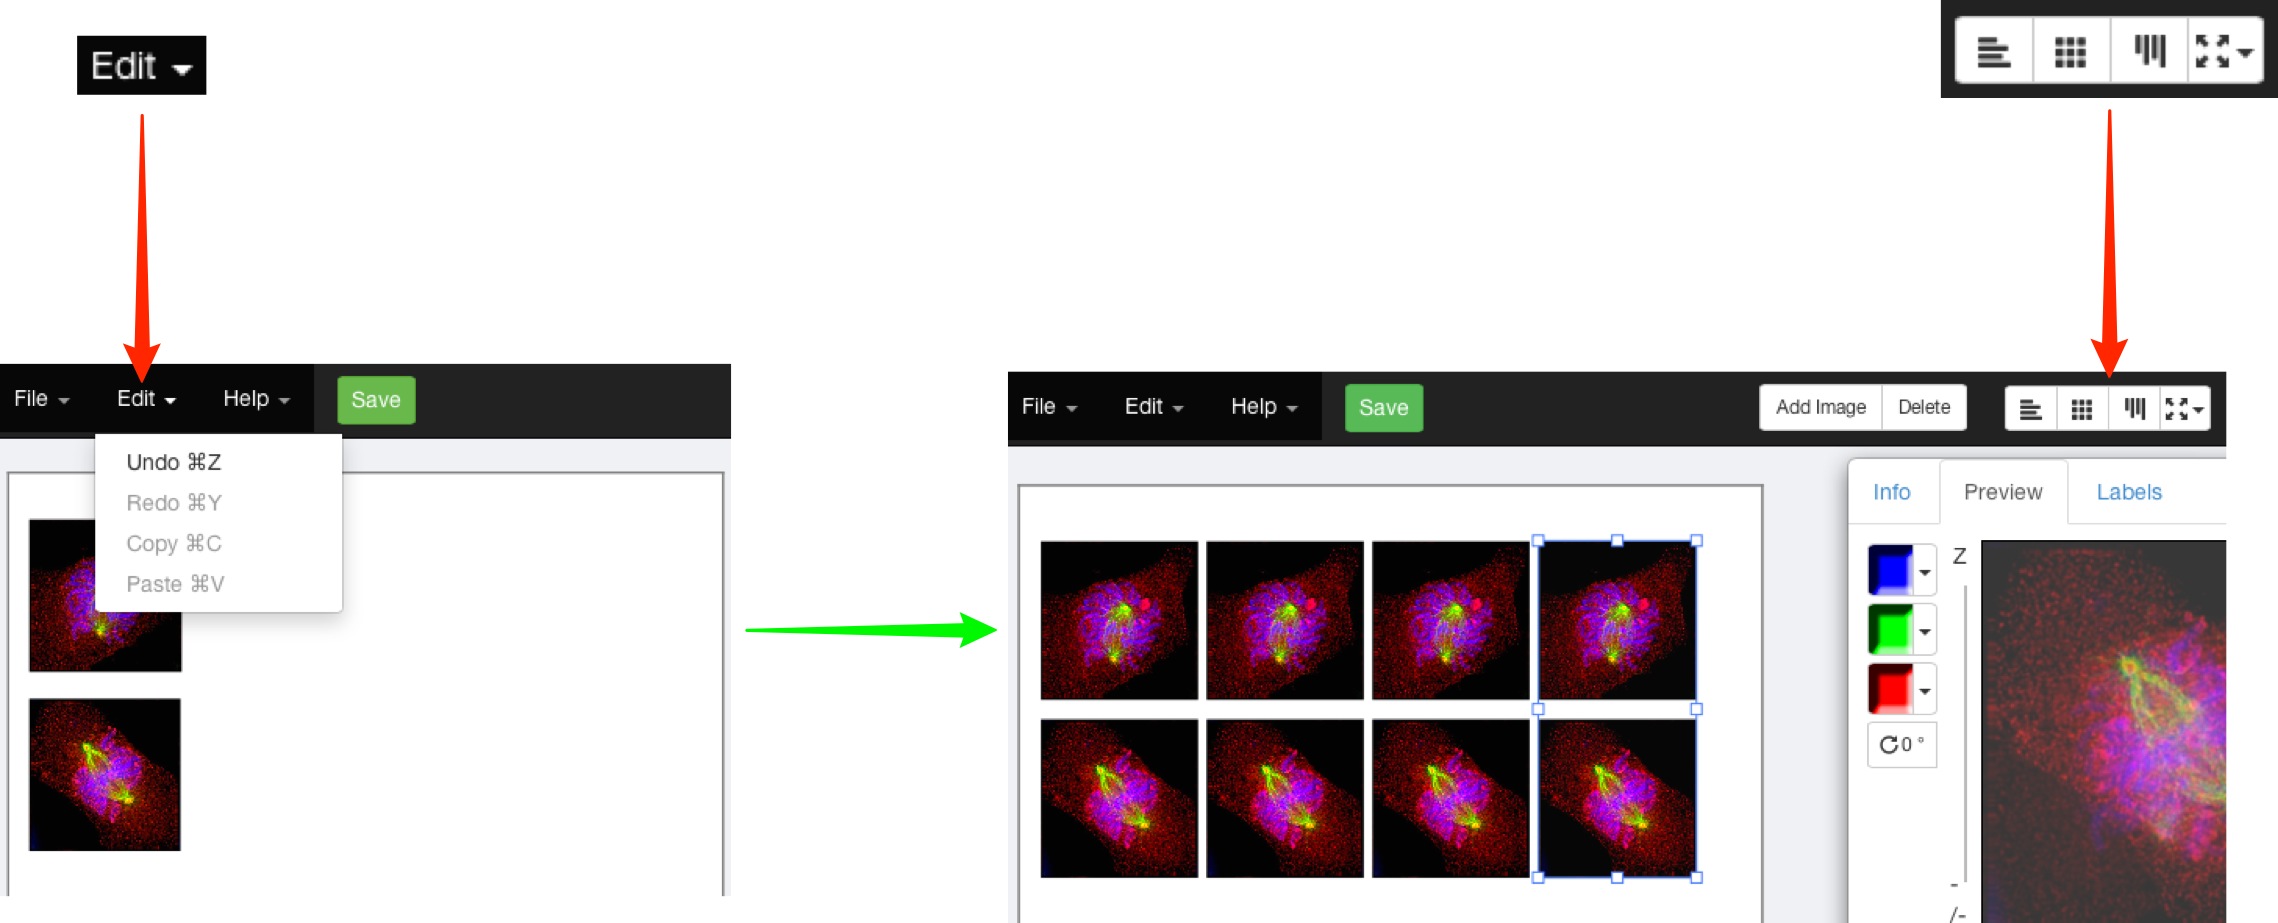 Edit
File Edit Help Save
Undo ⌘Z
Redo ⌘Y
Copy ⌘C
Paste ⌘V
File Edit Help Save Add Image Delete
Info Preview Labels
Z
0 °
-
/-